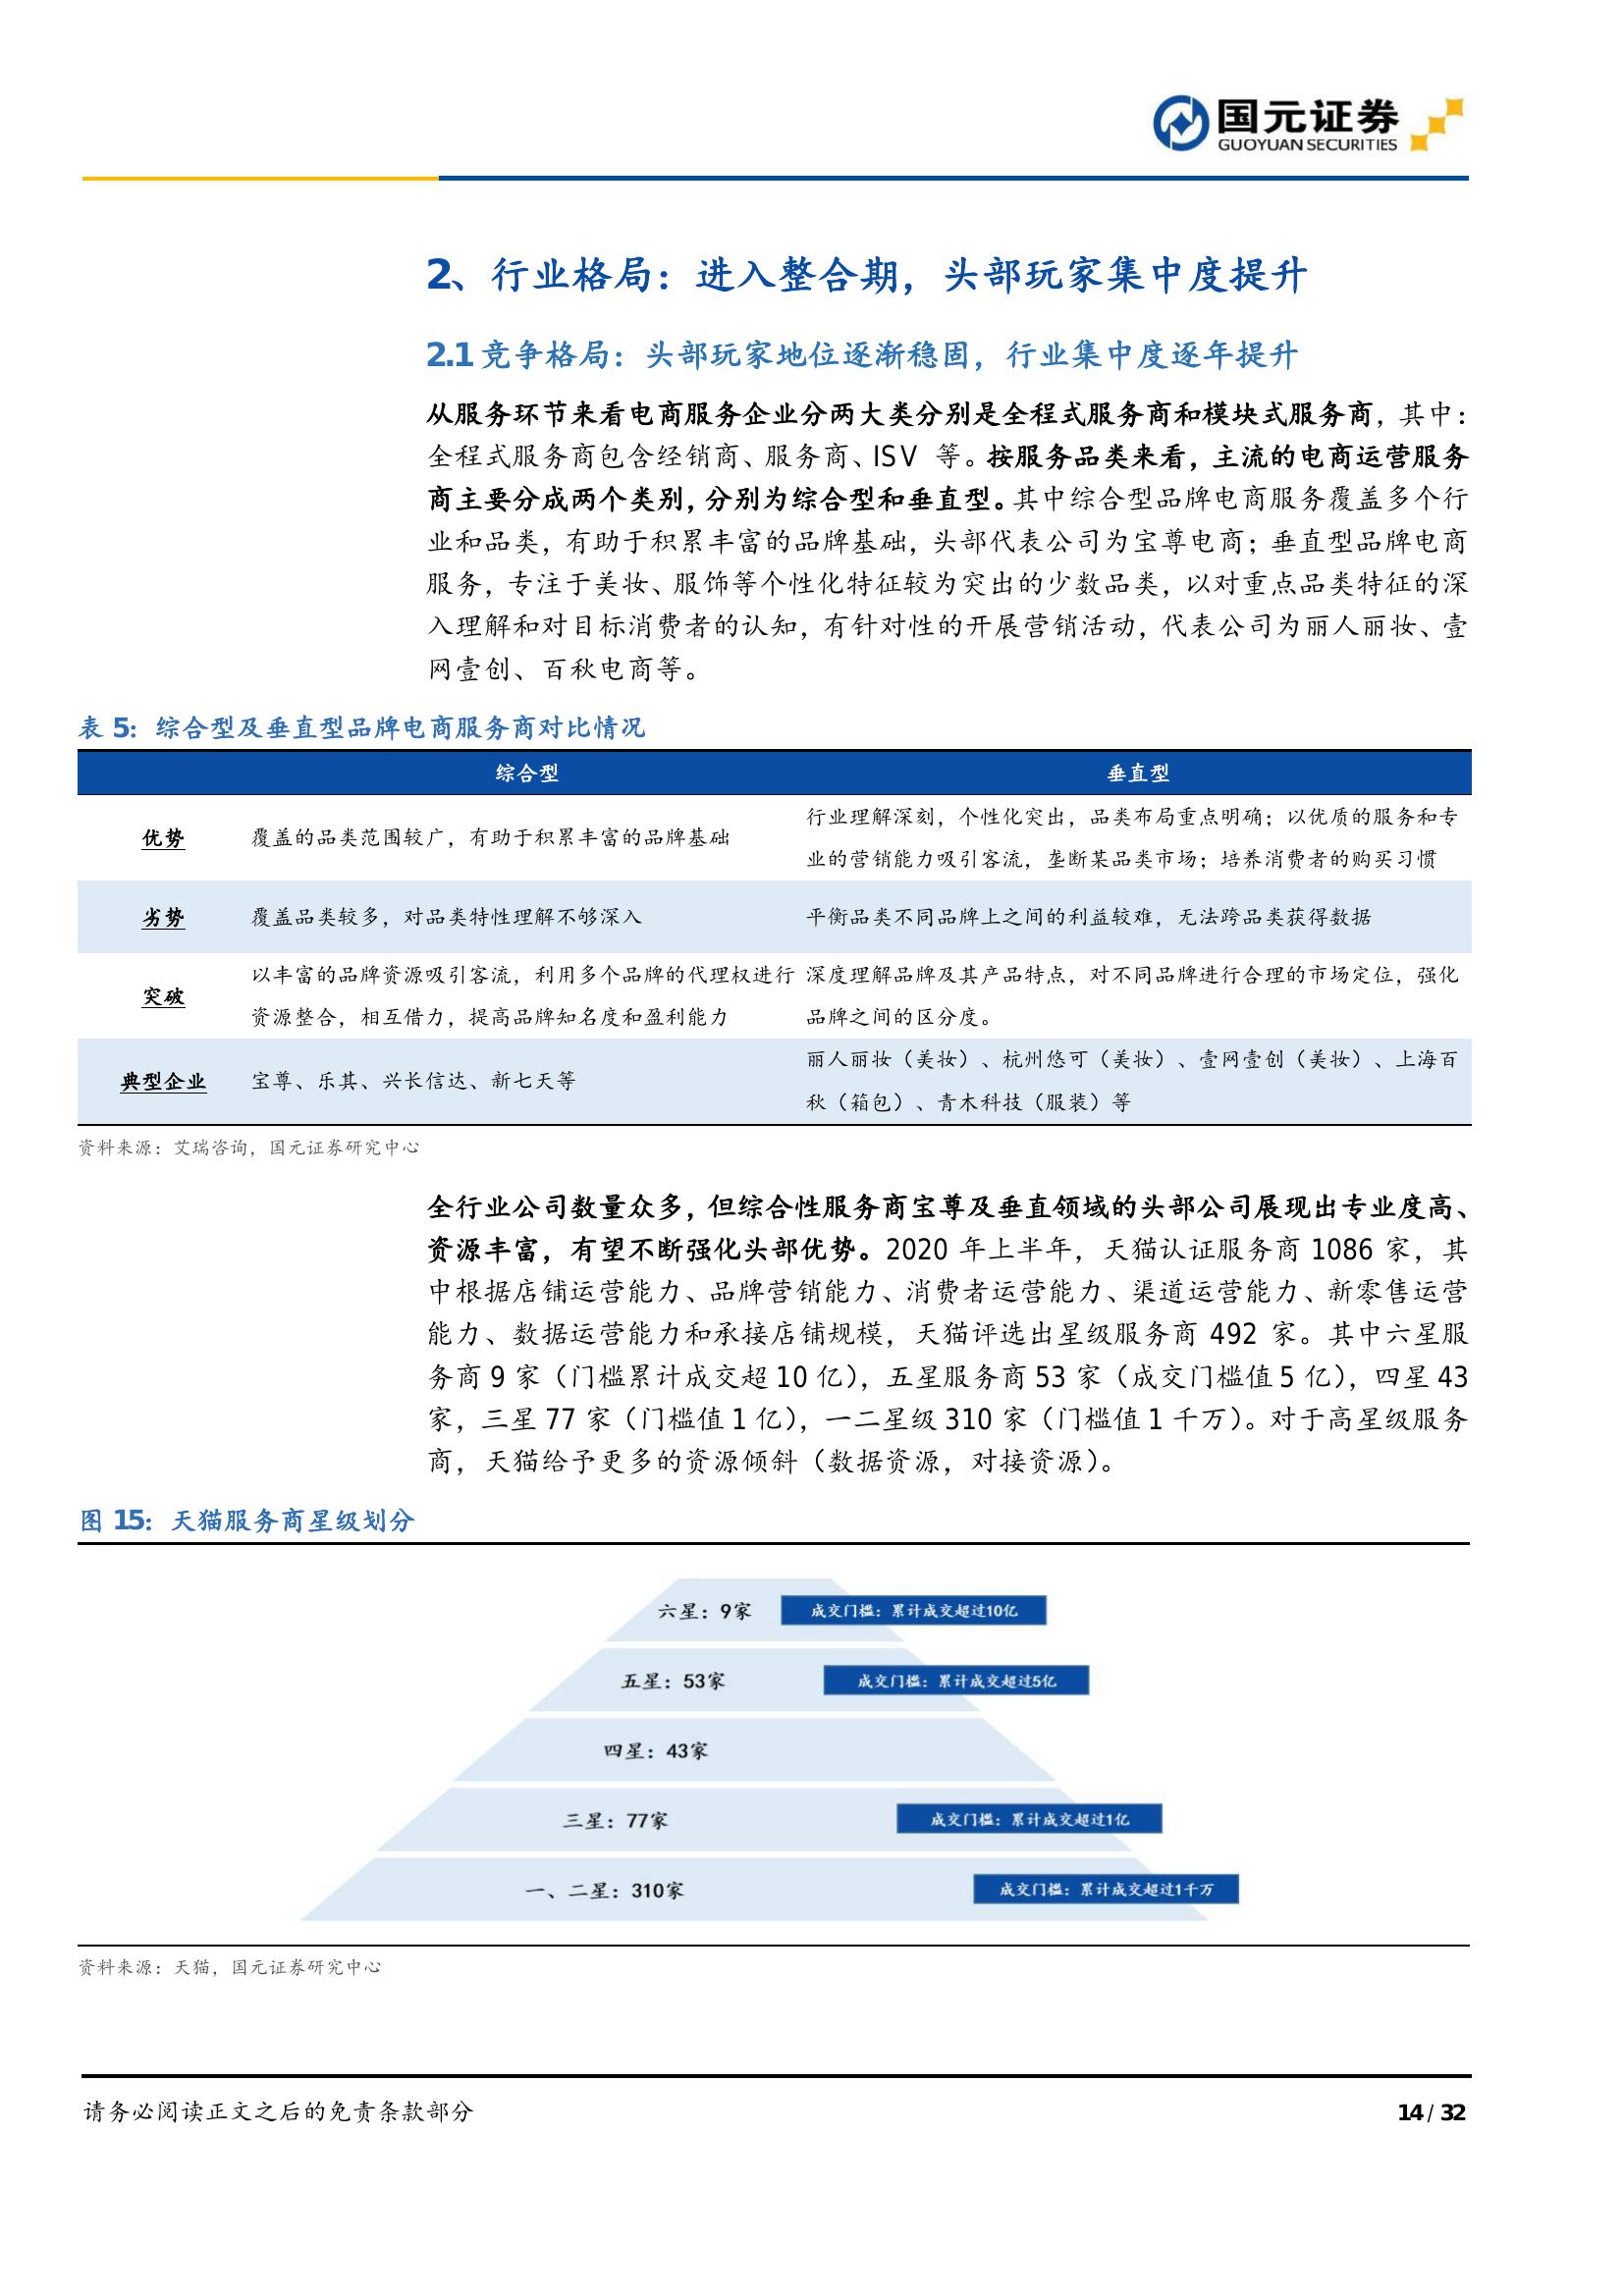 国元证券
GUOYUAN SECURITIES
2、行业格局：进入整合期，头部玩家集中度提升
2.1 竞争格局：头部玩家地位逐渐稳固，行业集中度逐年提升
从服务环节来看电商服务企业分两大类分别是全程式服务商和模块式服务商，其中：
全程式服务商包含经销商、服务商、ISV 等。按服务品类来看，主流的电商运营服务
商主要分成两个类别，分别为综合型和垂直型。其中综合型品牌电商服务覆盖多个行
业和品类，有助于积累丰富的品牌基础，头部代表公司为宝尊电商；垂直型品牌电商
服务，专注于美妆、服饰等个性化特征较为突出的少数品类，以对重点品类特征的深
入理解和对目标消费者的认知，有针对性的开展营销活动，代表公司为丽人丽妆、壹
网壹创、百秋电商等。
表 5：综合型及垂直型品牌电商服务商对比情况
综合型 垂直型
优势 覆盖的品类范围较广，有助于积累丰富的品牌基础 行业理解深刻，个性化突出，品类布局重点明确；以优质的服务和专
业的营销能力吸引客流，垄断某品类市场；培养消费者的购买习惯
劣势 覆盖品类较多，对品类特性理解不够深入 平衡品类不同品牌上之间的利益较难，无法跨品类获得数据
突破 以丰富的品牌资源吸引客流，利用多个品牌的代理权进行 深度理解品牌及其产品特点，对不同品牌进行合理的市场定位，强化
资源整合，相互借力，提高品牌知名度和盈利能力 品牌之间的区分度。
典型企业 宝尊、乐其、兴长信达、新七天等 丽人丽妆（美妆）、杭州悠可（美妆）、壹网壹创（美妆）、上海百
秋（箱包）、青木科技（服装）等
资料来源：艾瑞咨询，国元证券研究中心
全行业公司数量众多，但综合性服务商宝尊及垂直领域的头部公司展现出专业度高、
资源丰富，有望不断强化头部优势。2020 年上半年，天猫认证服务商 1086 家，其
中根据店铺运营能力、品牌营销能力、消费者运营能力、渠道运营能力、新零售运营
能力、数据运营能力和承接店铺规模，天猫评选出星级服务商 492 家。其中六星服
务商 9 家（门槛累计成交超 10 亿），五星服务商 53 家（成交门槛值 5 亿），四星 43
家，三星 77 家（门槛值 1 亿），一二星级 310 家（门槛值 1 千万）。对于高星级服务
商，天猫给予更多的资源倾斜（数据资源，对接资源）。
图 15：天猫服务商星级划分
六星：9家 成交门槛：累计成交超过10亿
五星：53家 成交门槛：累计成交超过5亿
四星：43家
三星：77家 成交门槛：累计成交超过1亿
一、二星：310家 成交门槛：累计成交超过1千万
资料来源：天猫，国元证券研究中心
请务必阅读正文之后的免责条款部分 14 / 32